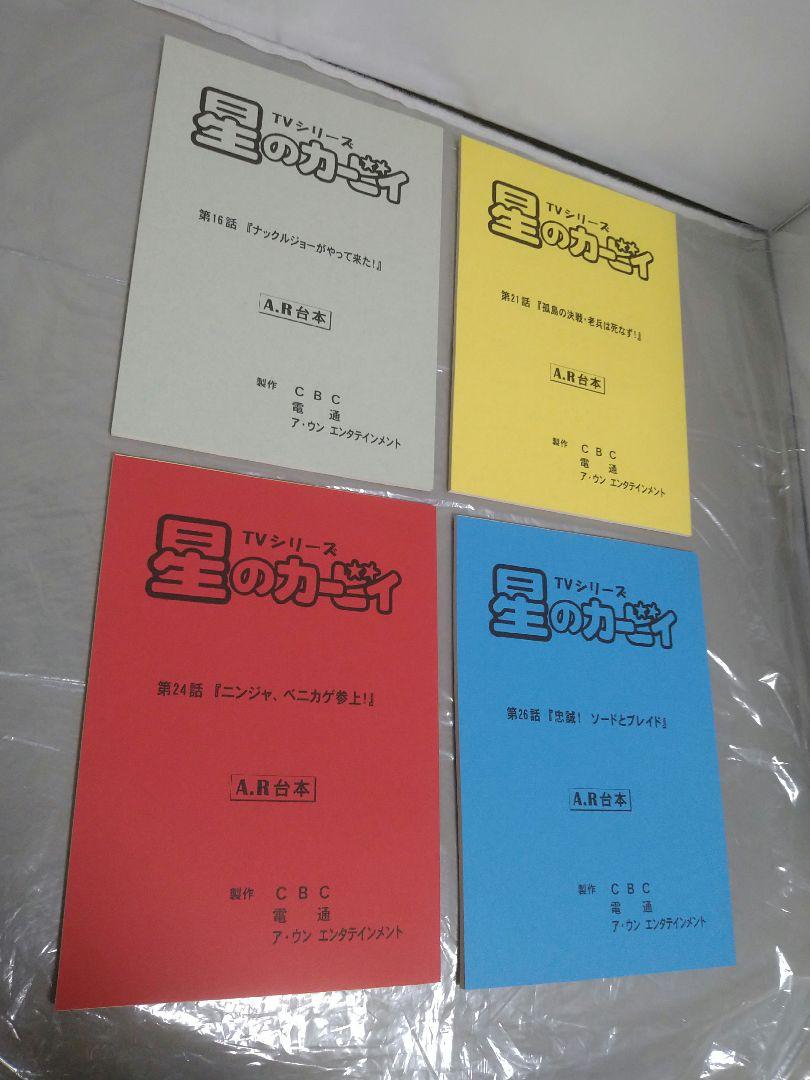 TVシリーズ
星のカービィ
第16話『ナックルジョーがやって来た!』
A.R台本
製作 CBC
電通
ア・ウン エンタテインメント
TVシリーズ
星のカービィ
第21話『孤島の決戦・老兵は死なず!』
A.R台本
製作 CBC
電通
ア・ウン エンタテインメント
TVシリーズ
星のカービィ
第24話『ニンジャ、ベニカゲ参上!』
A.R台本
製作 CBC
電通
ア・ウン エンタテインメント
TVシリーズ
星のカービィ
第26話『忠誠! ソードとブレイド』
A.R台本
製作 CBC
電通
ア・ウン エンタテインメント